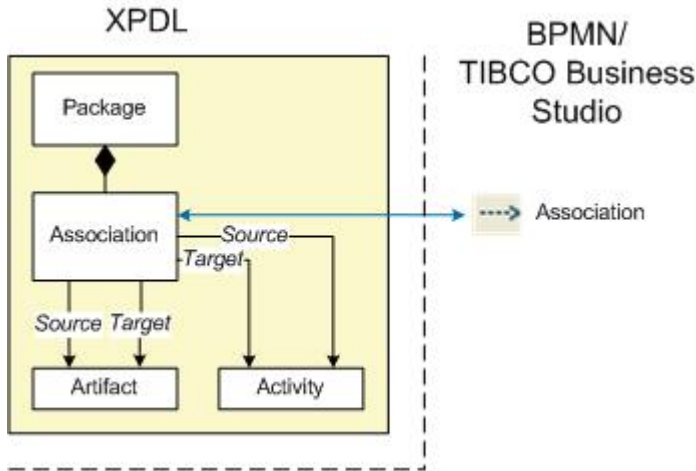 XPDL
BPMN/
TIBCO Business
Studio
Package
Association
Source
Target
Association
Source Target
Artifact
Activity